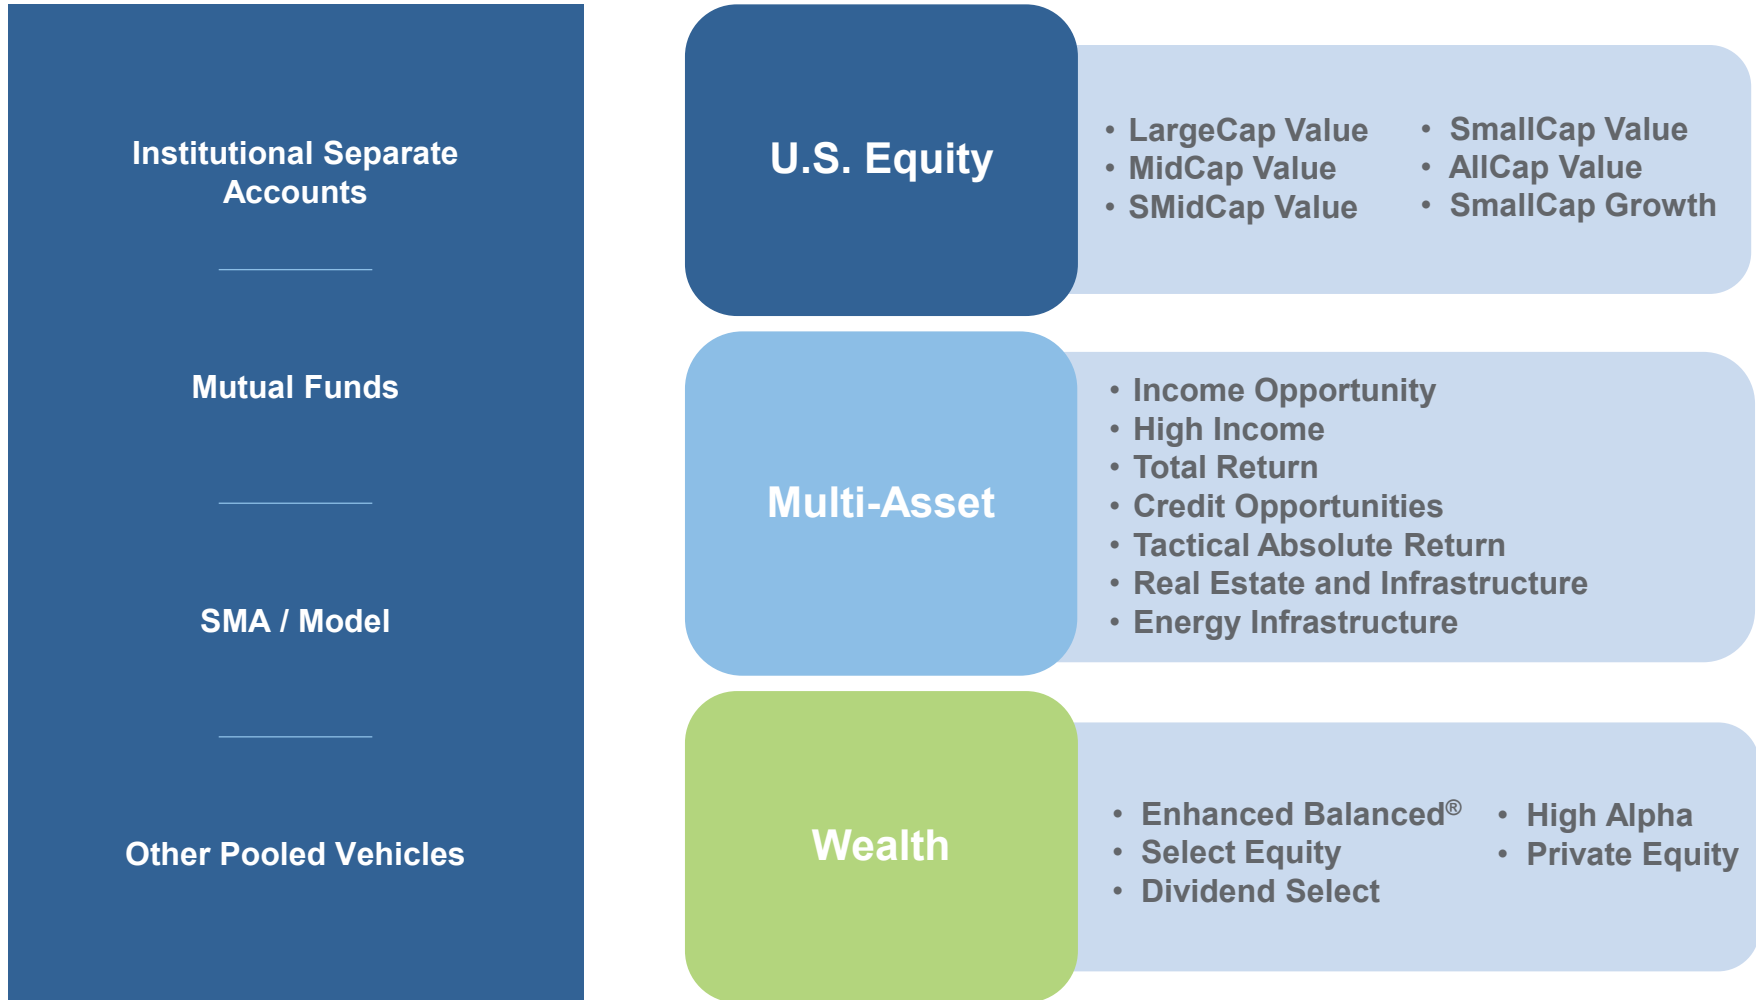 Institutional Separate
Accounts
Mutual Funds
SMA / Model
Other Pooled Vehicles
U.S. Equity
• LargeCap Value
• MidCap Value
• SMidCap Value
• SmallCap Value
• AllCap Value
• SmallCap Growth
Multi-Asset
• Income Opportunity
• High Income
• Total Return
• Credit Opportunities
• Tactical Absolute Return
• Real Estate and Infrastructure
• Energy Infrastructure
Wealth
• Enhanced Balanced®
• Select Equity
• Dividend Select
• High Alpha
• Private Equity